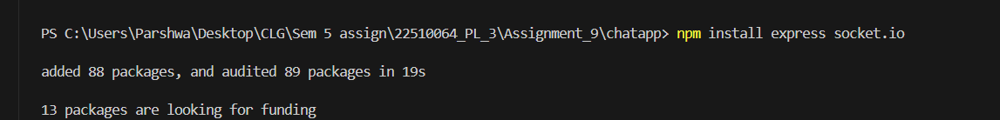 PS C:\Users\Parshwa\Desktop\CLG\Sem 5 assign\22510064_PL_3\Assignment_9\chatapp> npm install express socket.io
added 88 packages, and audited 89 packages in 19s
13 packages are looking for funding